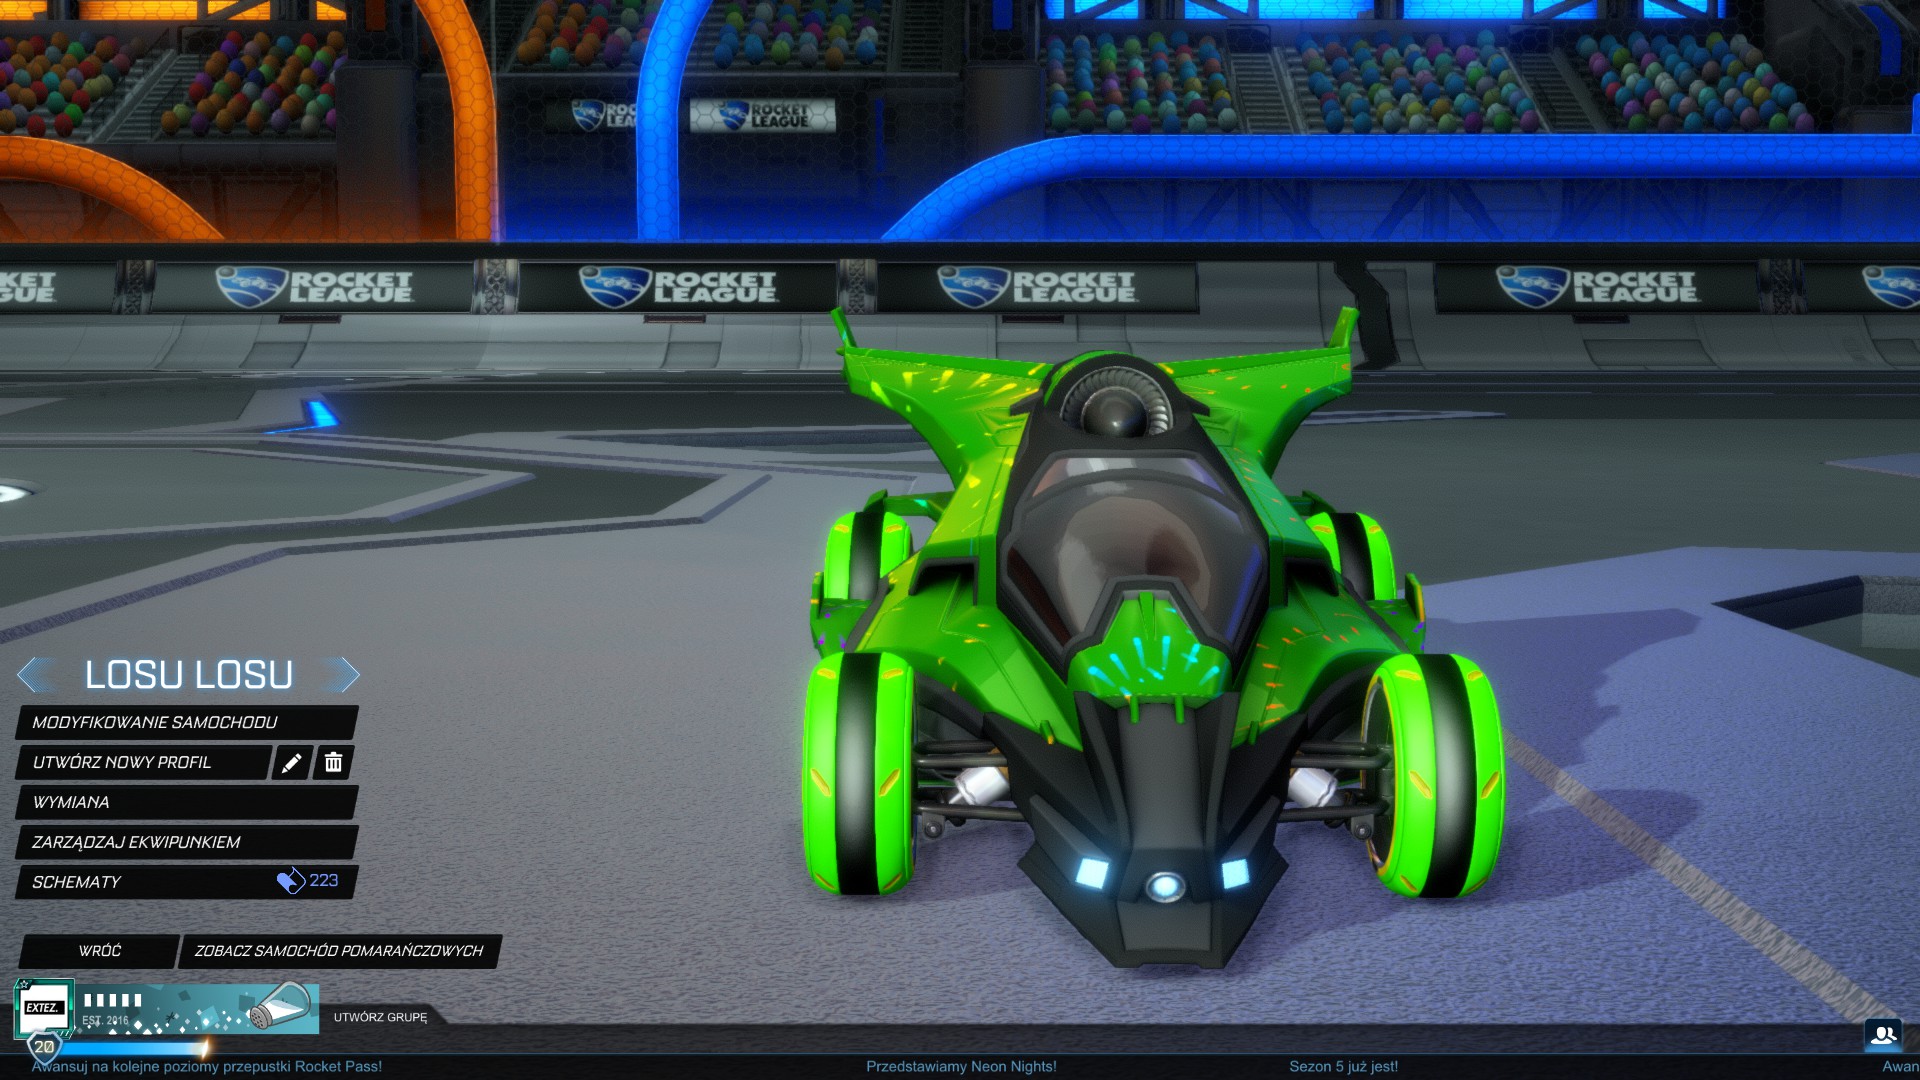 ROCKET
LEAGUE
ROCKET
LEAGUE
ROCKET
LEAGUE
ROCKET
LEAGUE
ROCKET
LEAGUE
LOSU LOSU
MODYFIKOWANIE SAMOCHODU
UTWÓRZ NOWY PROFIL
WYMIANA
ZARZĄDZAJ EKWIPUNKIEM
SCHEMATY 223
WRÓĆ ZOBACZ SAMOCHÓD POMARAŃCZOWYCH
EXTEZ.
EST. 2016
UTWÓRZ GRUPĘ
20
Awansuj na kolejne poziomy przepustki Rocket Pass! Przedstawiamy Neon Nights! Sezon 5 już jest! Awan